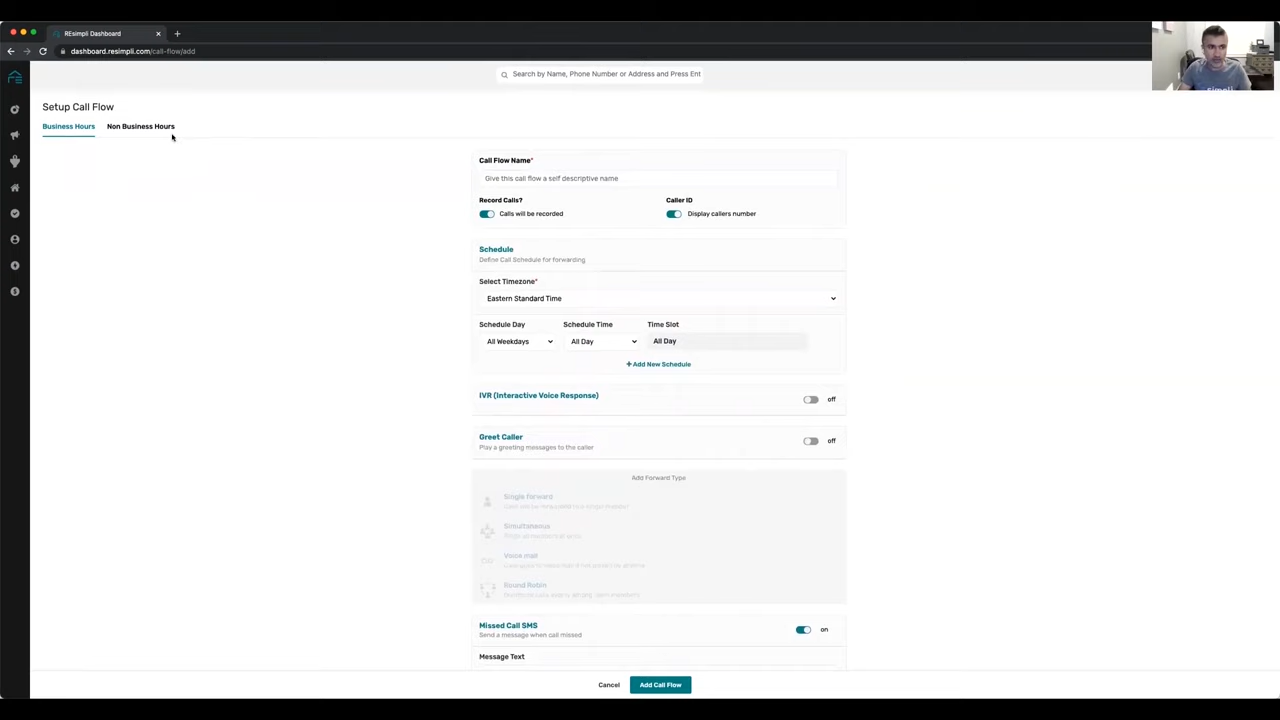 REsimpli Dashboard
dashboard.resimpli.com/call-flow/add
Search by Name, Phone Number or Address and Press Ent
Setup Call Flow
Business Hours
Non Business Hours
Call Flow Name*
Give this call flow a self descriptive name
Record Calls?
Caller ID
Calls will be recorded
Display callers number
Schedule
Define Call Schedule for forwarding
Select Timezone*
Eastern Standard Time
Schedule Day
Schedule Time
Time Slot
All Weekdays
All Day
All Day
+ Add New Schedule
IVR (Interactive Voice Response)
off
Greet Caller
off
Play a greeting messages to the caller
Add Forward Type
Single forward
Simultaneous
Voice mail
Round Robin
Missed Call SMS
on
Send a message when call missed
Message Text
Cancel
Add Call Flow